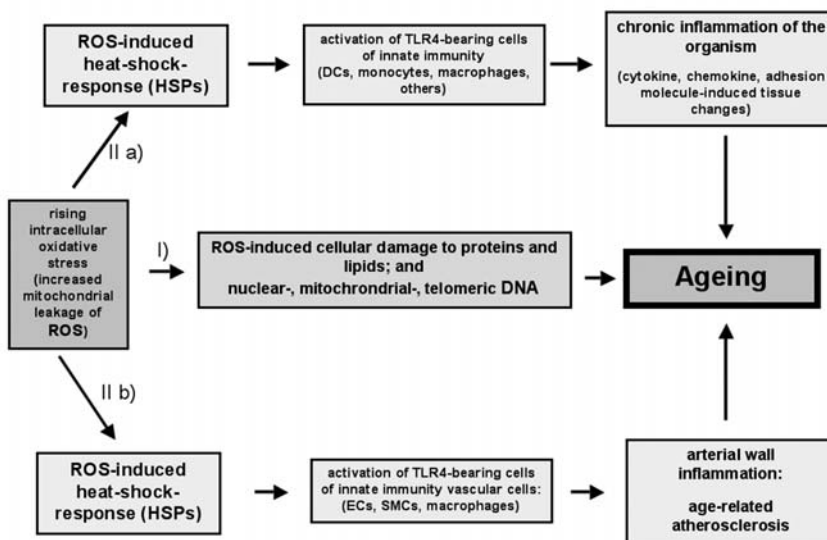 ROS-induced
heat-shock-
response (HSPs)
activation of TLR4-bearing cells
of innate immunity
(DCs, monocytes, macrophages,
others)
chronic inflammation of the
organism
(cytokine, chemokine, adhesion
molecule-induced tissue
changes)
II a)
rising
intracellular
oxidative
stress
(increased
mitochondrial
leakage of
ROS)
I)
ROS-induced cellular damage to proteins and
lipids; and
nuclear-, mitrochrondrial-, telomeric DNA
Ageing
II b)
ROS-induced
heat-shock-
response (HSPs)
activation of TLR4-bearing cells
of innate immunity vascular cells:
(ECs, SMCs, macrophages)
arterial wall
inflammation:
age-related
atherosclerosis